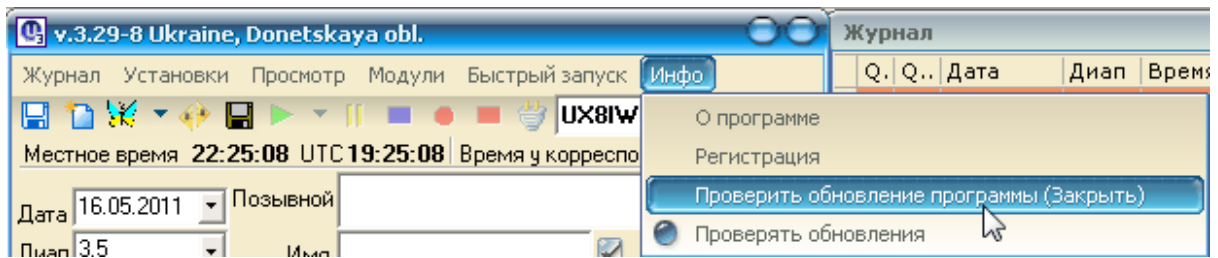 v.3.29-8 Ukraine, Donetskaya obl.
Журнал
Журнал Установки Просмотр Модули Быстрый запуск Инфо
Q. Q.. Дата Диап Время
UX8IW
О программе
Местное время 22:25:08 UTC 19:25:08 Время у корреспо
Регистрация
Дата 16.05.2011 Позывной
Проверить обновление программы (Закрыть)
Диап 3,5 Имя
Проверять обновления